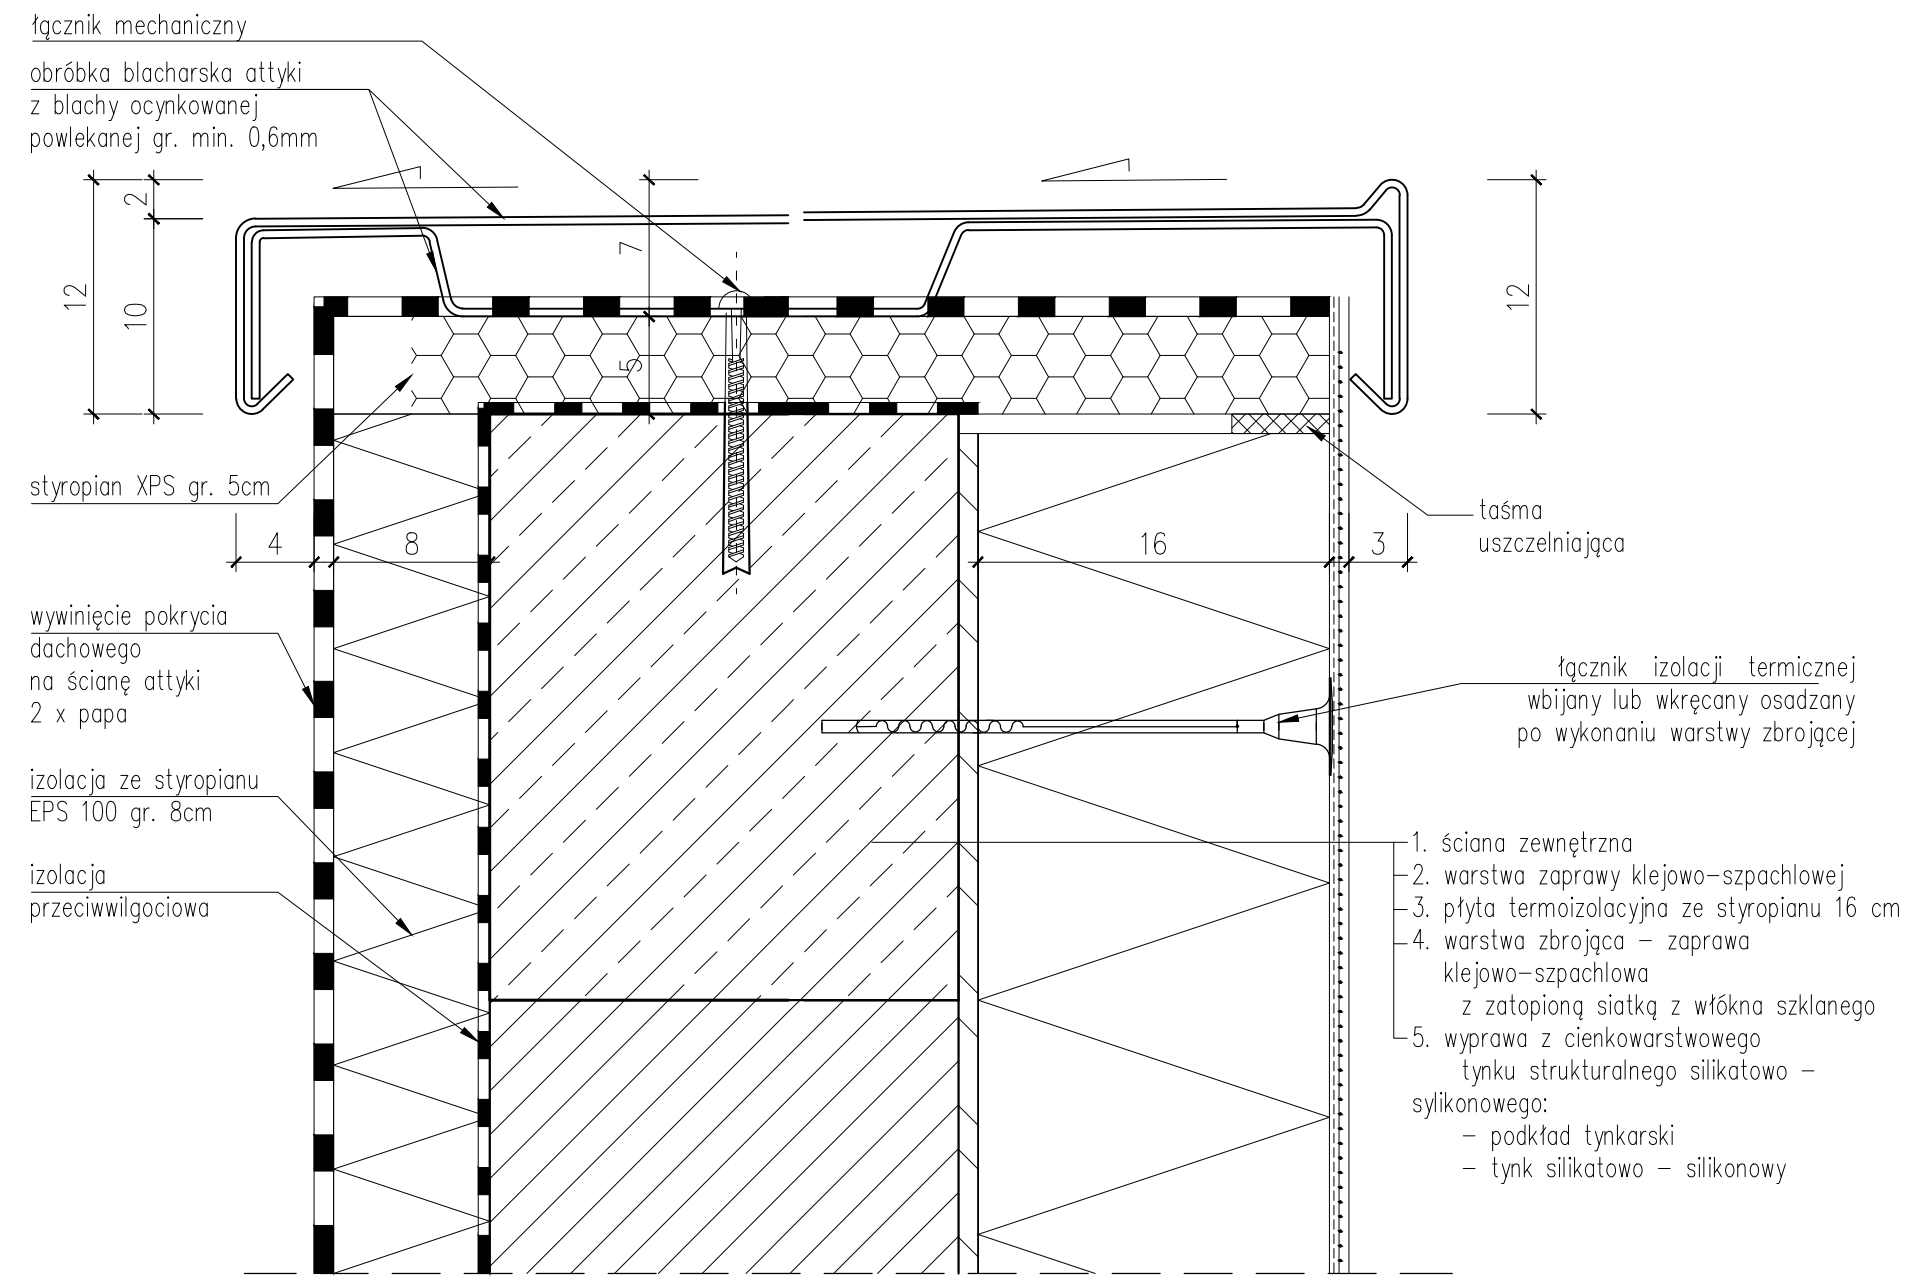 łącznik mechaniczny
obróbka blacharska attyki
z blachy ocynkowanej
powlekanej gr. min. 0,6mm
2
12
10
7
5
12
styropian XPS gr. 5cm
4
8
16
3
taśma
uszczelniająca
wywinięcie pokrycia
dachowego
na ścianę attyki
2 x papa
łącznik izolacji termicznej
wbijany lub wkręcany osadzany
po wykonaniu warstwy zbrojącej
izolacja ze styropianu
EPS 100 gr. 8cm
izolacja
przeciwwilgociowa
1. ściana zewnętrzna
2. warstwa zaprawy klejowo-szpachlowej
3. płyta termoizolacyjna ze styropianu 16 cm
4. warstwa zbrojąca - zaprawa
klejowo-szpachlowa
z zatopioną siatką z włókna szklanego
5. wyprawa z cienkowarstwowego
tynku strukturalnego silikatowo -
sylikonowego:
- podkład tynkarski
- tynk silikatowo - silikonowy